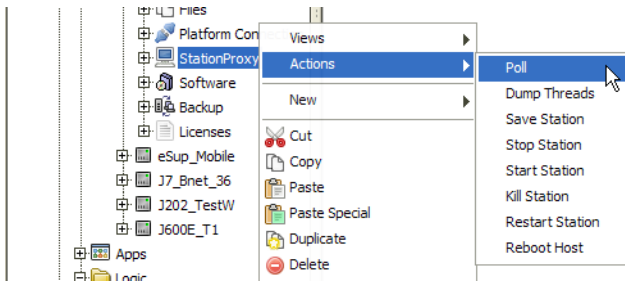 Files
Platform Con
StationProxy
Software
Backup
Licenses
eSup_Mobile
J7_Bnet_36
J202_TestW
J600E_T1
Apps
Logic
Views
Actions
New
Cut
Copy
Paste
Paste Special
Duplicate
Delete
Poll
Dump Threads
Save Station
Stop Station
Start Station
Kill Station
Restart Station
Reboot Host